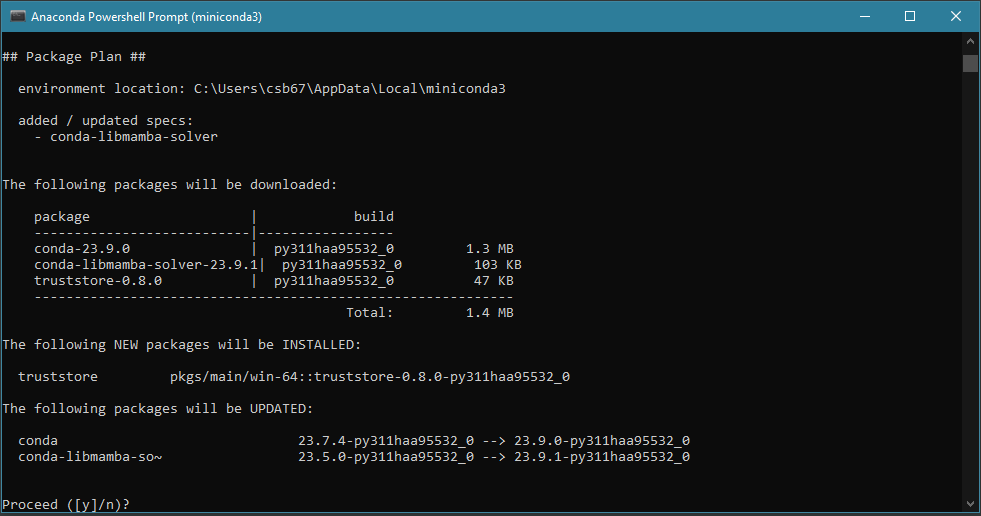 Anaconda Powershell Prompt (miniconda3)
## Package Plan ##
  environment location: C:\Users\csb67\AppData\Local\miniconda3
  added / updated specs:
    - conda-libmamba-solver
The following packages will be downloaded:
    package                    |            build
    ---------------------------|-----------------
    conda-23.9.0               |  py311haa95532_0         1.3 MB
    conda-libmamba-solver-23.9.1|  py311haa95532_0         103 KB
    truststore-0.8.0           |  py311haa95532_0          47 KB
    ------------------------------------------------------------
                                           Total:         1.4 MB
The following NEW packages will be INSTALLED:
  truststore         pkgs/main/win-64::truststore-0.8.0-py311haa95532_0
The following packages will be UPDATED:
  conda                              23.7.4-py311haa95532_0 --> 23.9.0-py311haa95532_0
  conda-libmamba-so~                 23.5.0-py311haa95532_0 --> 23.9.1-py311haa95532_0
Proceed ([y]/n)?